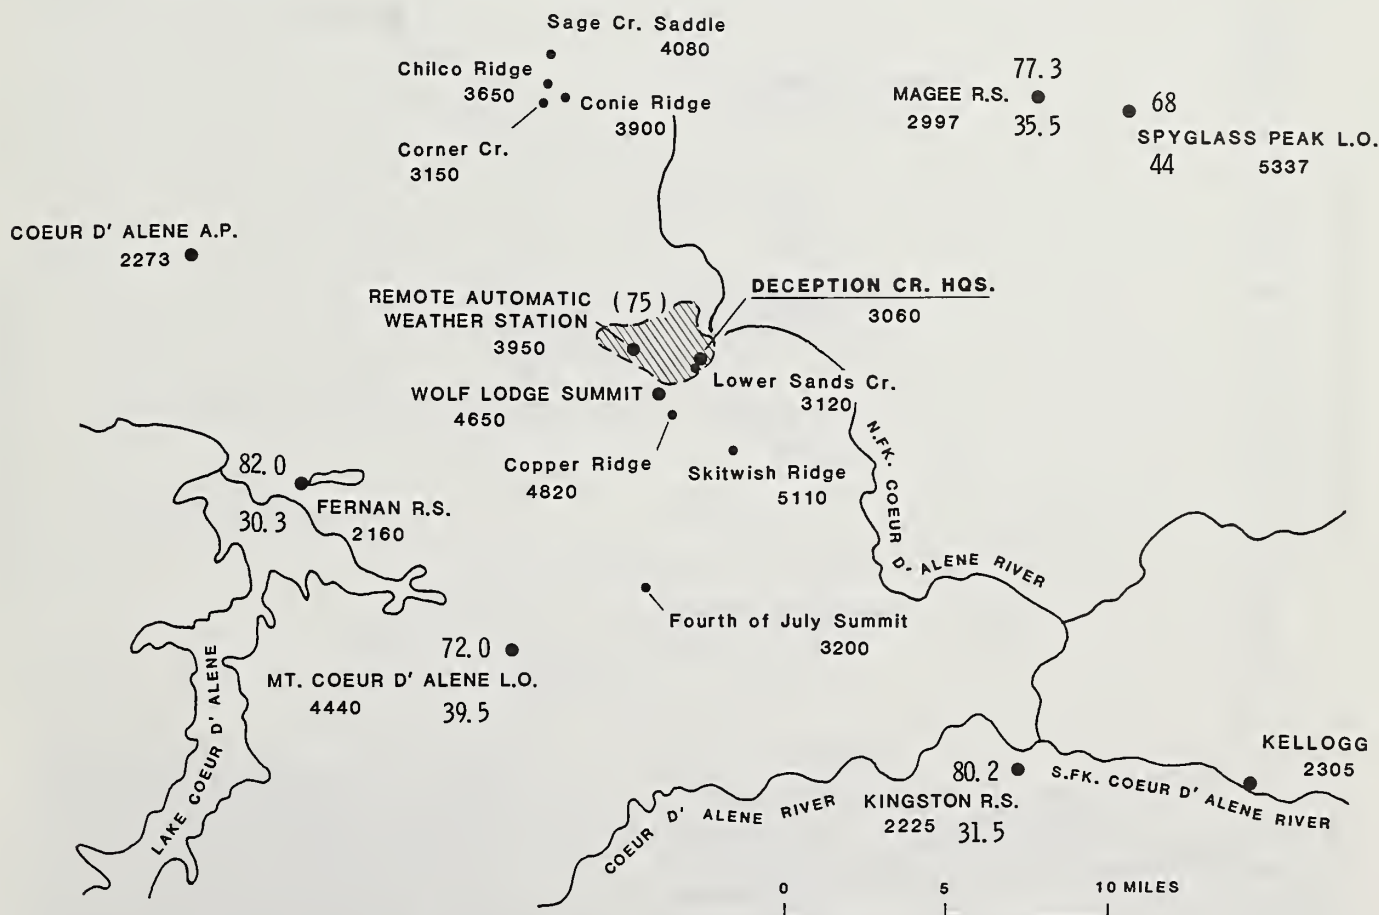 Sage Cr. Saddle
4080
Chilco Ridge
3650
Conie Ridge
3900
Corner Cr.
3150
77.3
MAGEE R.S.
2997
35.5
68
SPYGLASS PEAK L.O.
44
5337
COEUR D' ALENE A.P.
2273
REMOTE AUTOMATIC
WEATHER STATION
3950
(75)
DECEPTION CR. HQS.
3060
Lower Sands Cr.
3120
WOLF LODGE SUMMIT
4650
Copper Ridge
4820
Skitwish Ridge
5110
N.FK. COEUR D- ALENE RIVER
82.0
FERNAN R.S.
30.3
2160
Fourth of July Summit
3200
72.0
MT. COEUR D' ALENE L.O.
4440
39.5
LAKE COEUR D' ALENE
KELLOGG
2305
80.2
S.FK. COEUR D' ALENE RIVER
COEUR D' ALENE RIVER
KINGSTON R.S.
2225
31.5
0 5 10 MILES